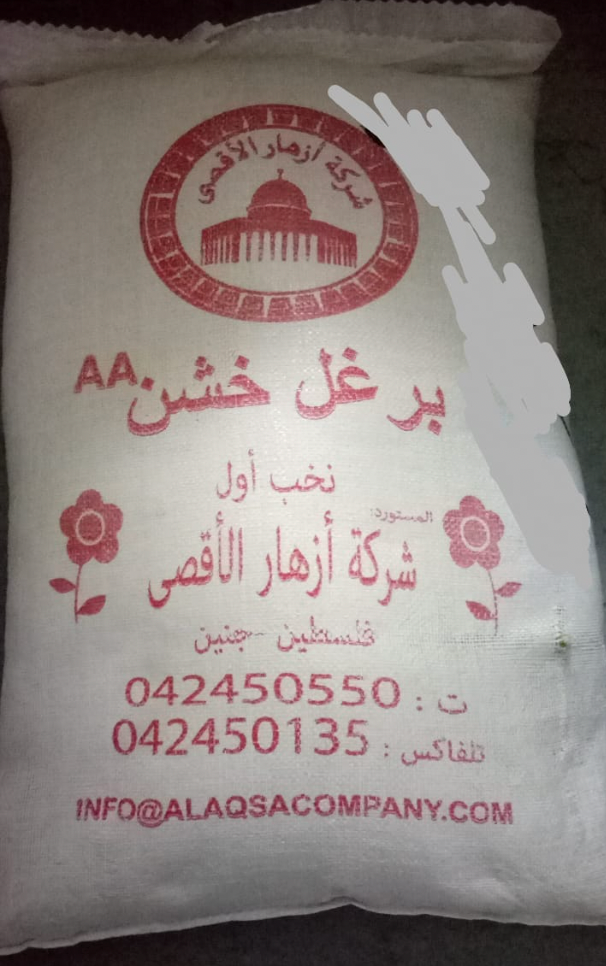 شركة أزهار الأقصى
برغل خشن AA
نخب أول
المستورد:
شركة أزهار الأقصى
فلسطين - جنين
ت : 042450550
تلفاكس : 042450135
INFO@ALAQSACOMPANY.COM